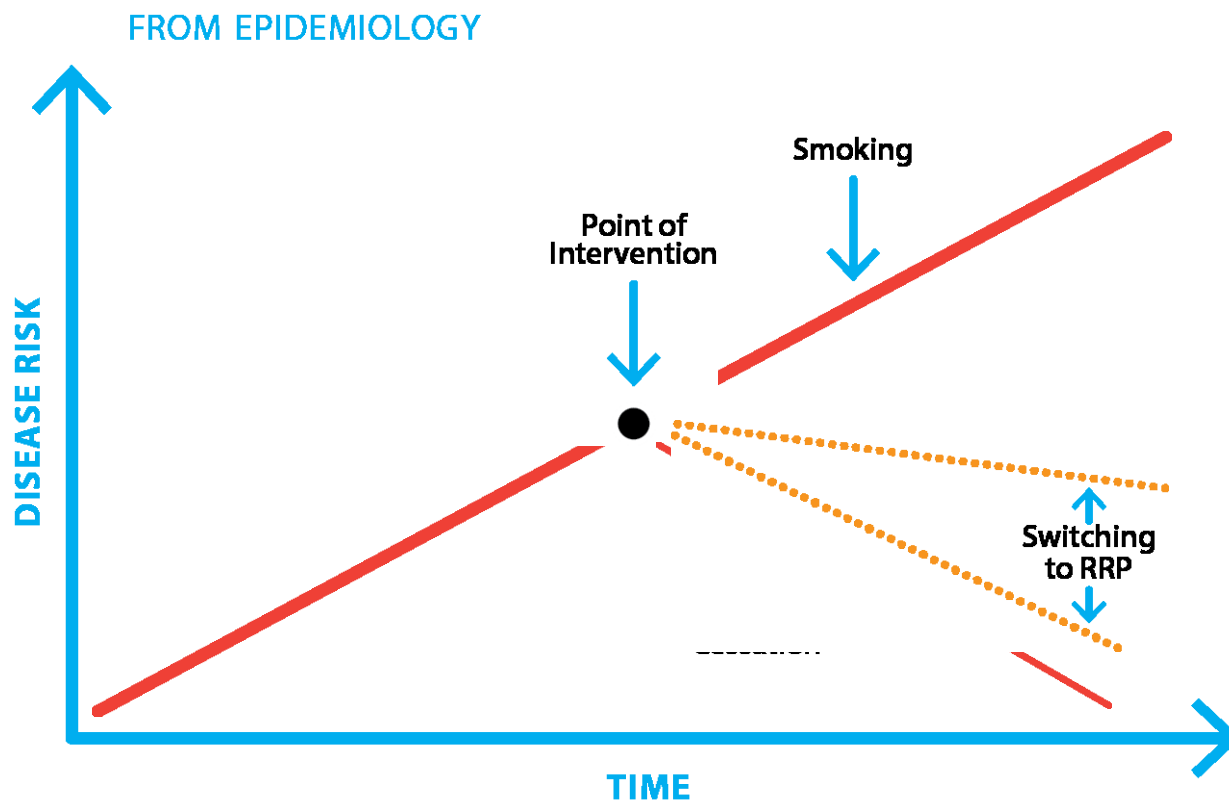 FROM EPIDEMIOLOGY
Smoking
Point of
Intervention
DISEASE RISK
Switching
to RRP
TIME